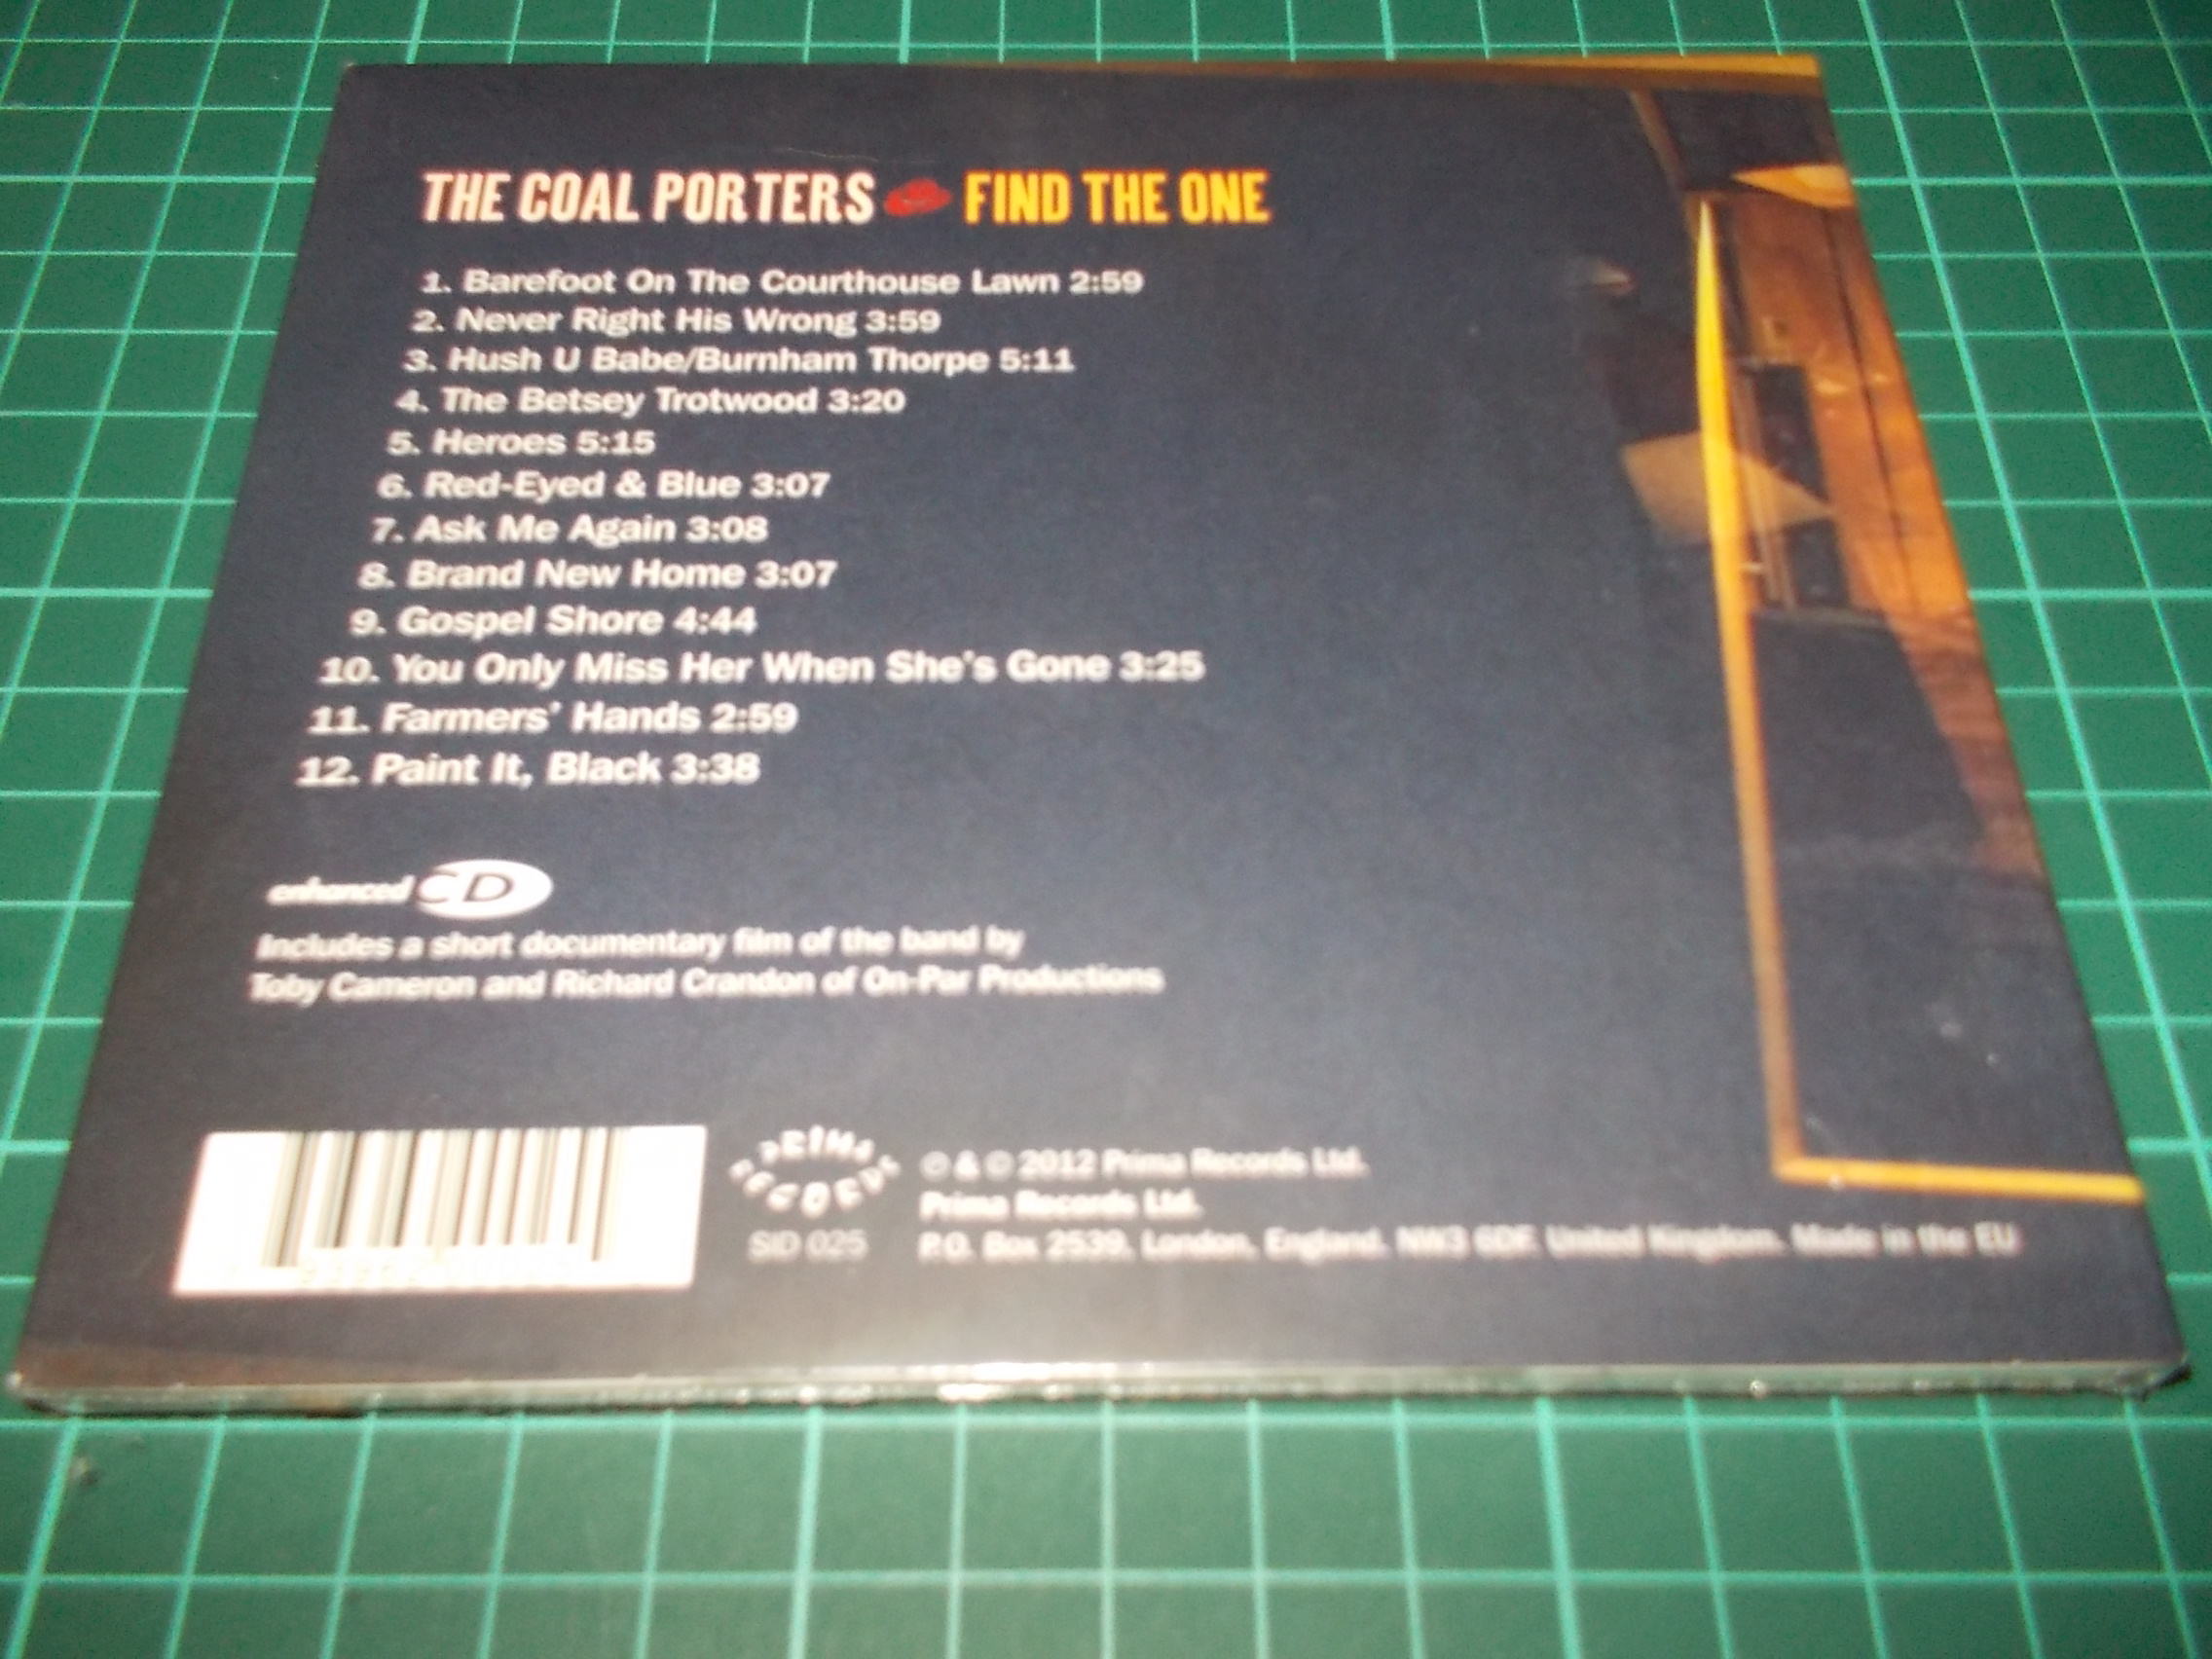 THE COAL PORTERS FIND THE ONE
1. Barefoot On The Courthouse Lawn 2:59
2. Never Right His Wrong 3:59
3. Hush U Babe/Burnham Thorpe 5:11
4. The Betsey Trotwood 3:20
5. Heroes 5:15
6. Red-Eyed & Blue 3:07
7. Ask Me Again 3:08
8. Brand New Home 3:07
9. Gospel Shore 4:44
10. You Only Miss Her When She's Gone 3:25
11. Farmers' Hands 2:59
12. Paint It, Black 3:38
enhanced CD
Includes a short documentary film of the band by
Toby Cameron and Richard Crandon of On-Par Productions
PRIMA RECORDS
SID 025
℗ & © 2012 Prima Records Ltd.
Prima Records Ltd.
P.O. Box 2539, London, England. NW3 6DF. United Kingdom. Made in the EU